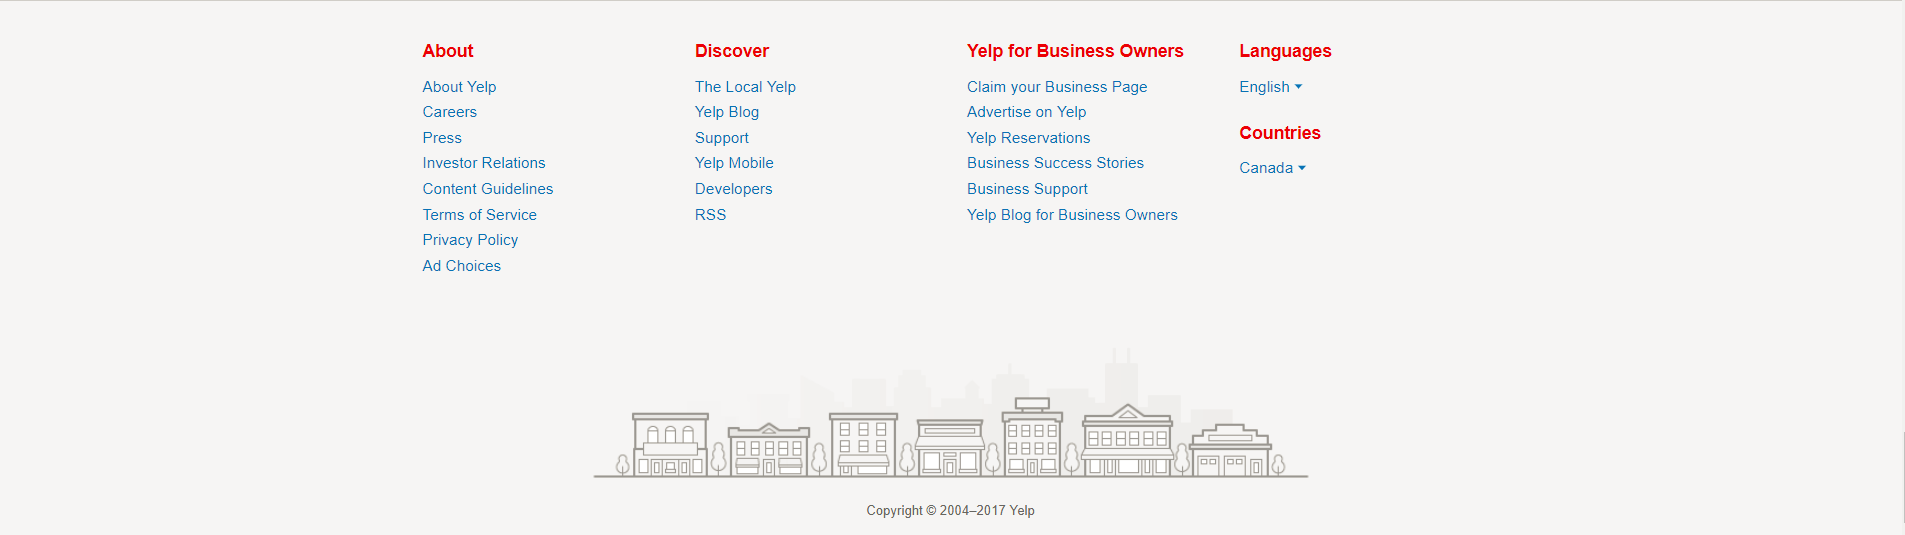 About
About Yelp
Careers
Press
Investor Relations
Content Guidelines
Terms of Service
Privacy Policy
Ad Choices
Discover
The Local Yelp
Yelp Blog
Support
Yelp Mobile
Developers
RSS
Yelp for Business Owners
Claim your Business Page
Advertise on Yelp
Yelp Reservations
Business Success Stories
Business Support
Yelp Blog for Business Owners
Languages
English
Countries
Canada
Copyright © 2004–2017 Yelp